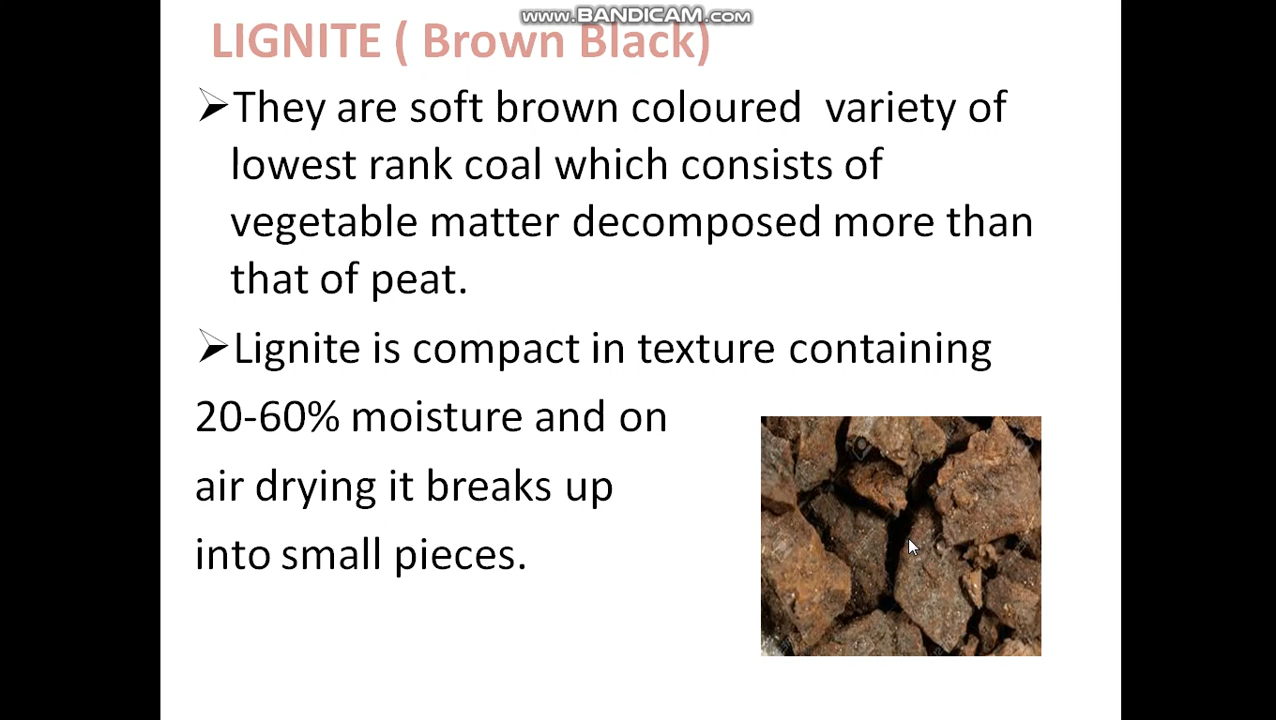 www.BANDICAM.com
LIGNITE ( Brown Black)
➢They are soft brown coloured  variety of
lowest rank coal which consists of
vegetable matter decomposed more than
that of peat.
➢Lignite is compact in texture containing
20-60% moisture and on
air drying it breaks up
into small pieces.